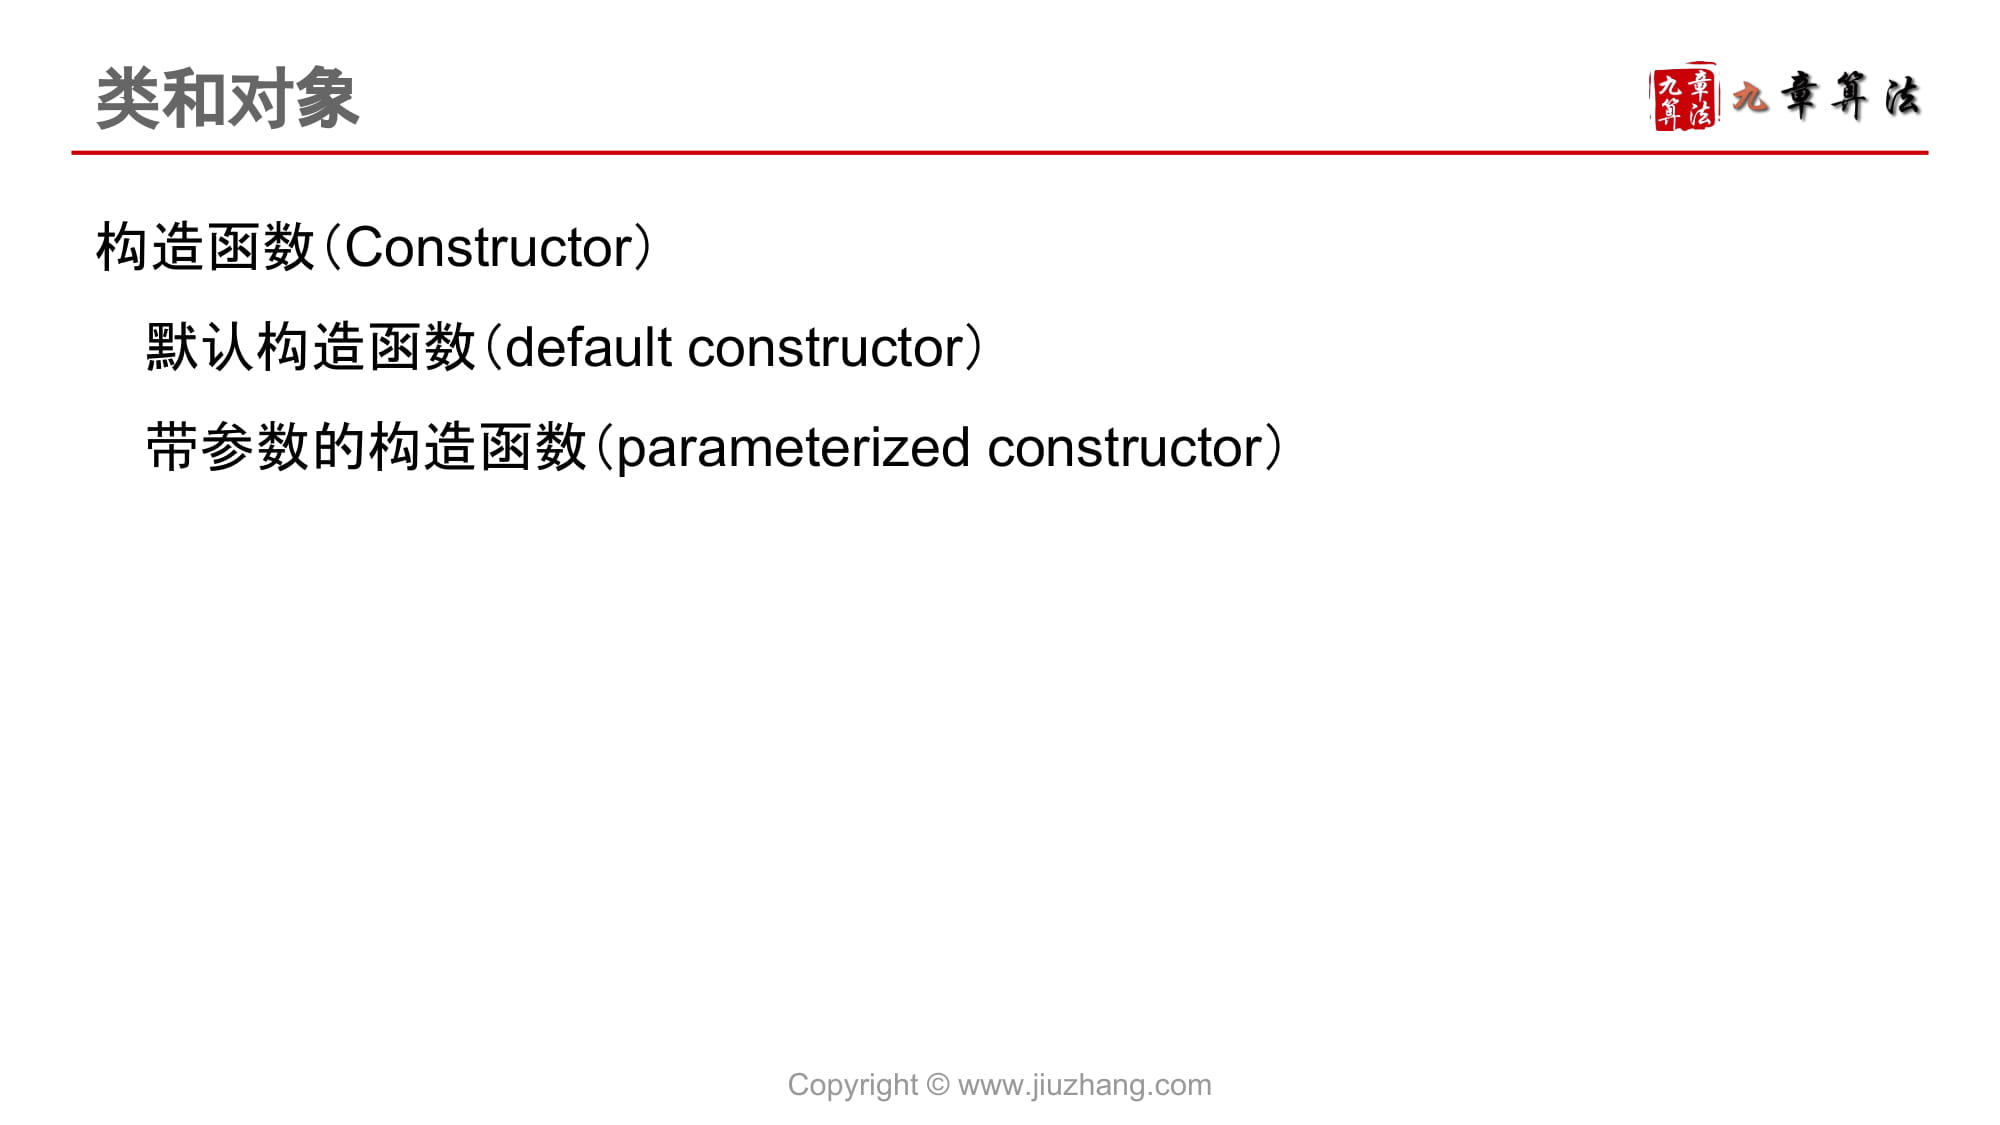 类和对象
九章算法
九章算法
构造函数（Constructor）
默认构造函数（default constructor）
带参数的构造函数（parameterized constructor）
Copyright © www.jiuzhang.com